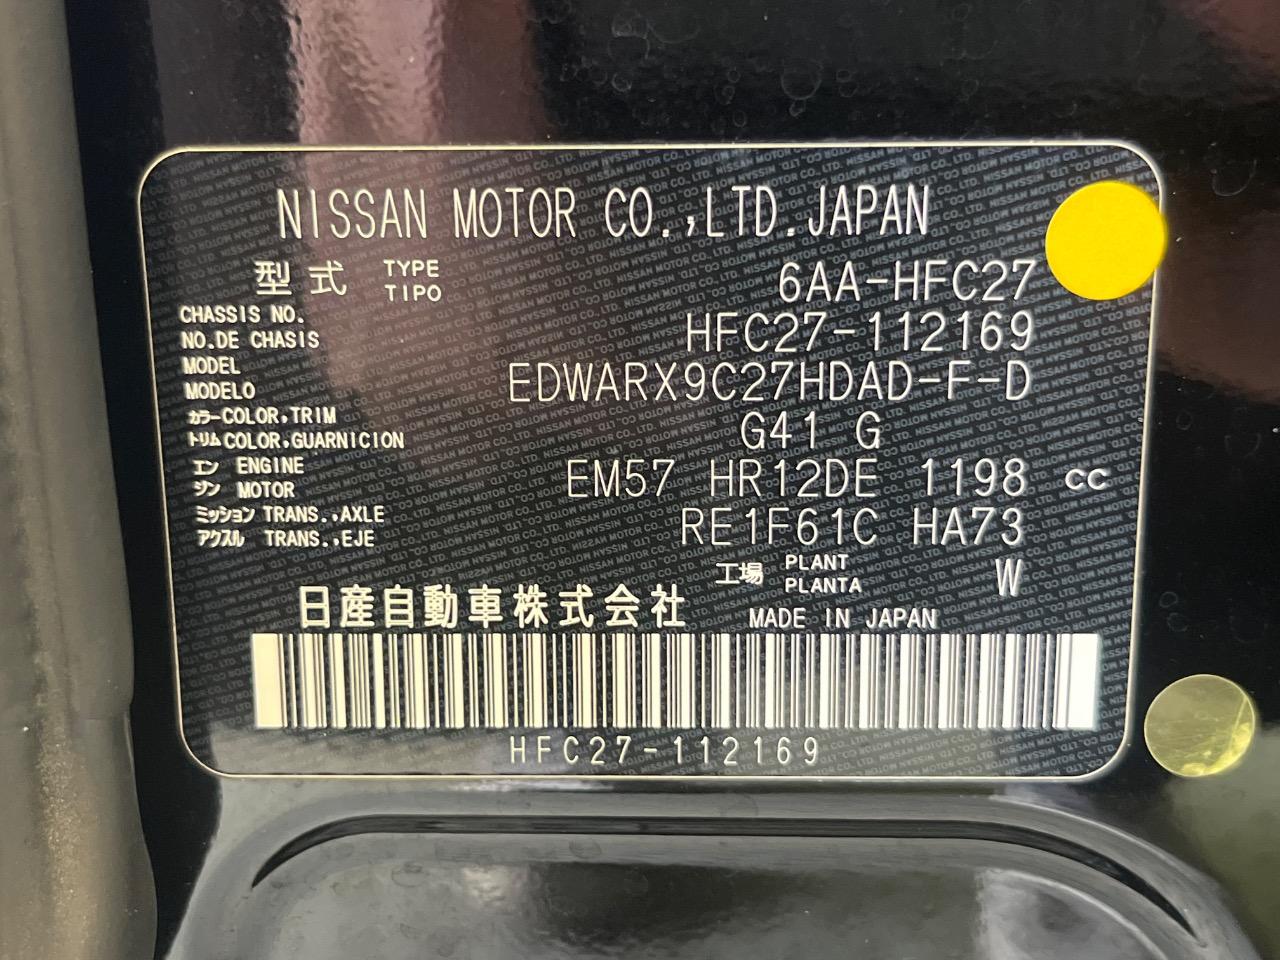 NISSAN MOTOR CO.,LTD.JAPAN
型式 TYPE TIPO 6AA-HFC27
CHASSIS NO.
NO.DE CHASIS HFC27-112169
MODEL
MODELO EDWARX9C27HDAD-F-D
カラー COLOR,TRIM
トリム COLOR,GUARNICION G41 G
エン ENGINE
ジン MOTOR EM57 HR12DE 1198 cc
ミッション TRANS.,AXLE
アクスル TRANS.,EJE RE1F61C HA73
工場 PLANT PLANTA W
日産自動車株式会社 MADE IN JAPAN
HFC27-112169